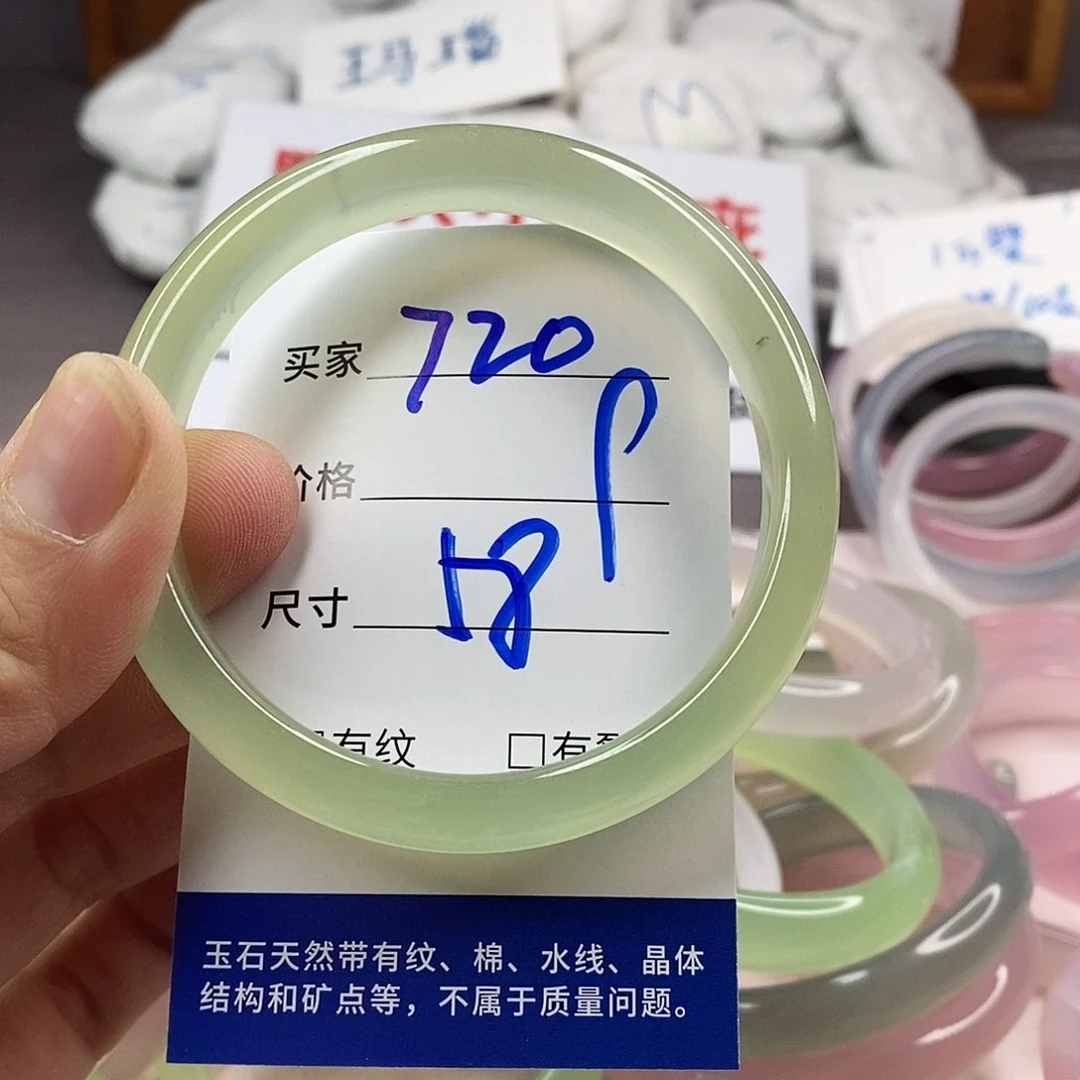 玛瑙
M
买家 720
价格
尺寸 58
有纹 □有
玉石天然带有纹、棉、水线、晶体
结构和矿点等，不属于质量问题。